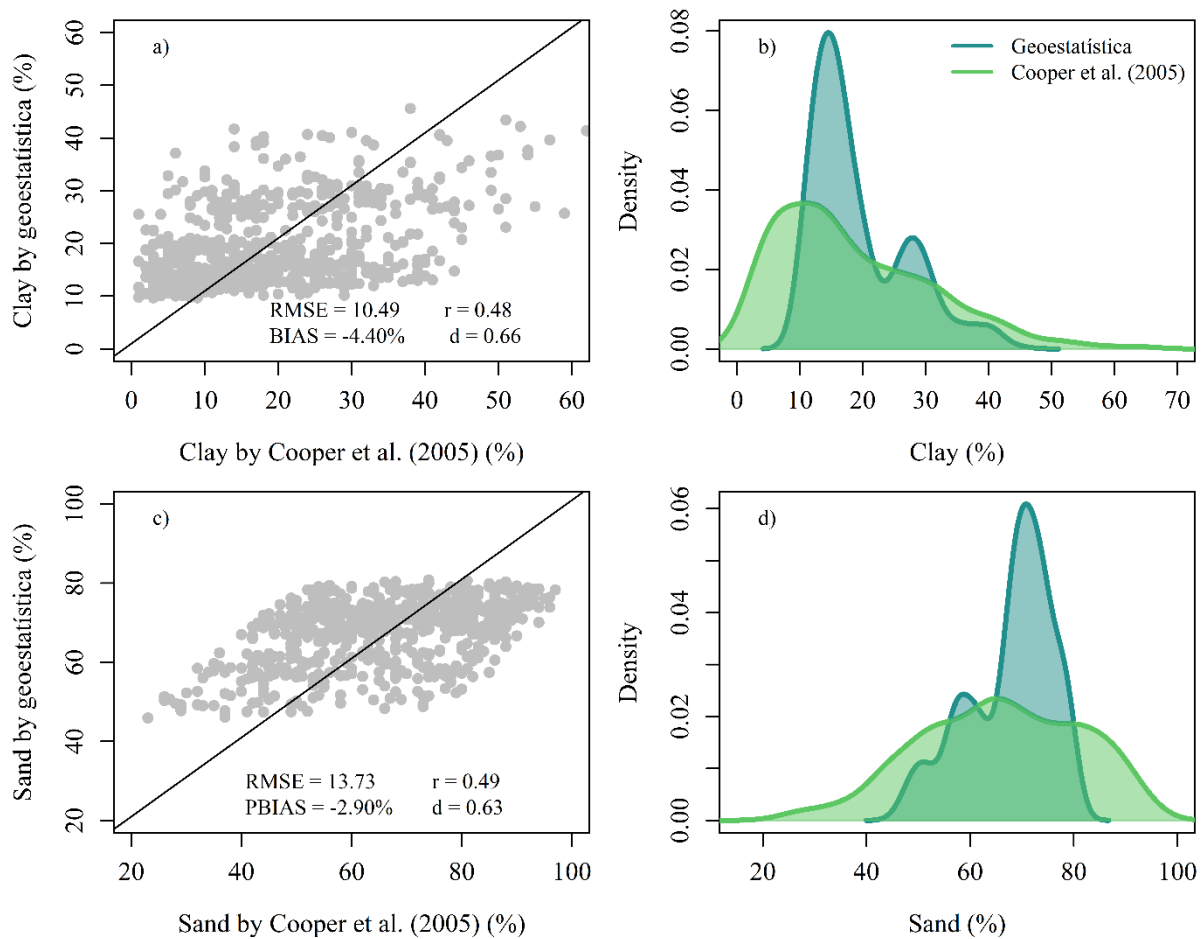 a)
Clay by geoestatística (%)
60
50
40
30
20
10
0
RMSE = 10.49 r = 0.48
BIAS = -4.40% d = 0.66
0 10 20 30 40 50 60
Clay by Cooper et al. (2005) (%)
b)
Geoestatística
Cooper et al. (2005)
Density
0.08
0.06
0.04
0.02
0.00
0 10 20 30 40 50 60 70
Clay (%)
c)
Sand by geoestatística (%)
100
80
60
40
20
RMSE = 13.73 r = 0.49
PBIAS = -2.90% d = 0.63
20 40 60 80 100
Sand by Cooper et al. (2005) (%)
d)
Density
0.06
0.04
0.02
0.00
20 40 60 80 100
Sand (%)